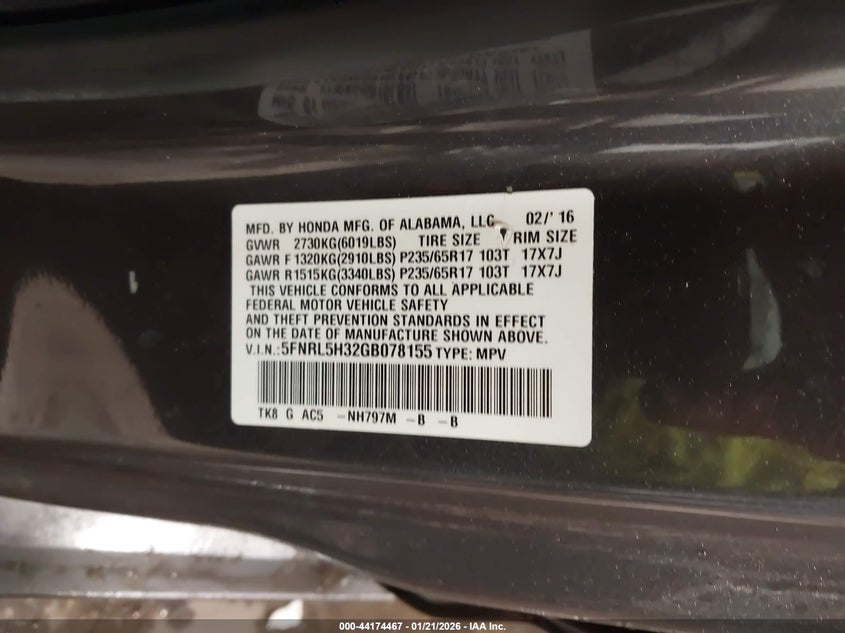 MFD. BY HONDA MFG. OF ALABAMA, LLC 02/' 16
GVWR 2730KG(6019LBS) TIRE SIZE RIM SIZE
GAWR F 1320KG(2910LBS) P235/65R17 103T 17X7J
GAWR R1515KG(3340LBS) P235/65R17 103T 17X7J
THIS VEHICLE CONFORMS TO ALL APPLICABLE
FEDERAL MOTOR VEHICLE SAFETY
AND THEFT PREVENTION STANDARDS IN EFFECT
ON THE DATE OF MANUFACTURE SHOWN ABOVE.
V.I.N.:5FNRL5H32GB078155 TYPE: MPV
TK8 G AC5 -NH797M -B -B
000-44174467 - 01/21/2026 - IAA Inc.